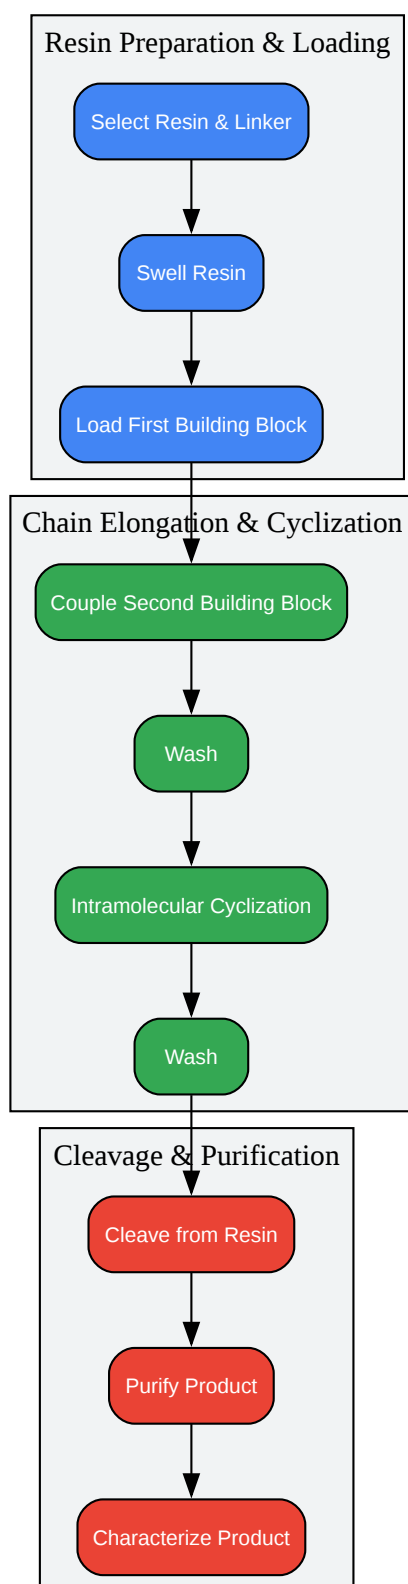 Resin Preparation & Loading
Select Resin & Linker
Swell Resin
Load First Building Block
Chain Elongation & Cyclization
Couple Second Building Block
Wash
Intramolecular Cyclization
Wash
Cleavage & Purification
Cleave from Resin
Purify Product
Characterize Product